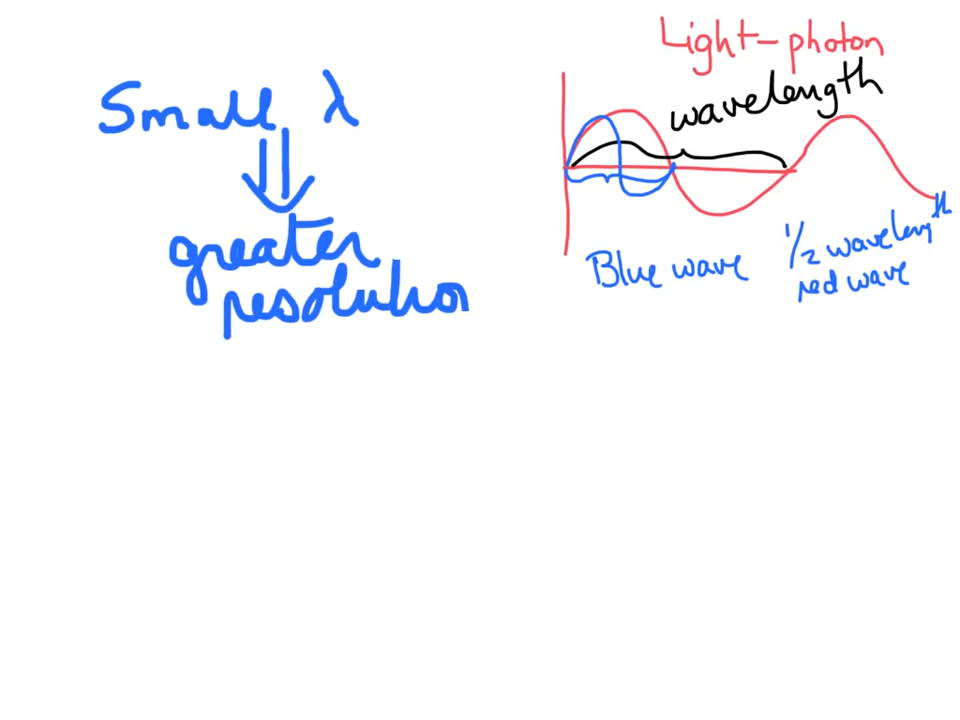 Small λ
greater
resolution
Light-photon
wavelength
Blue wave
1/2 wavelength
red wave